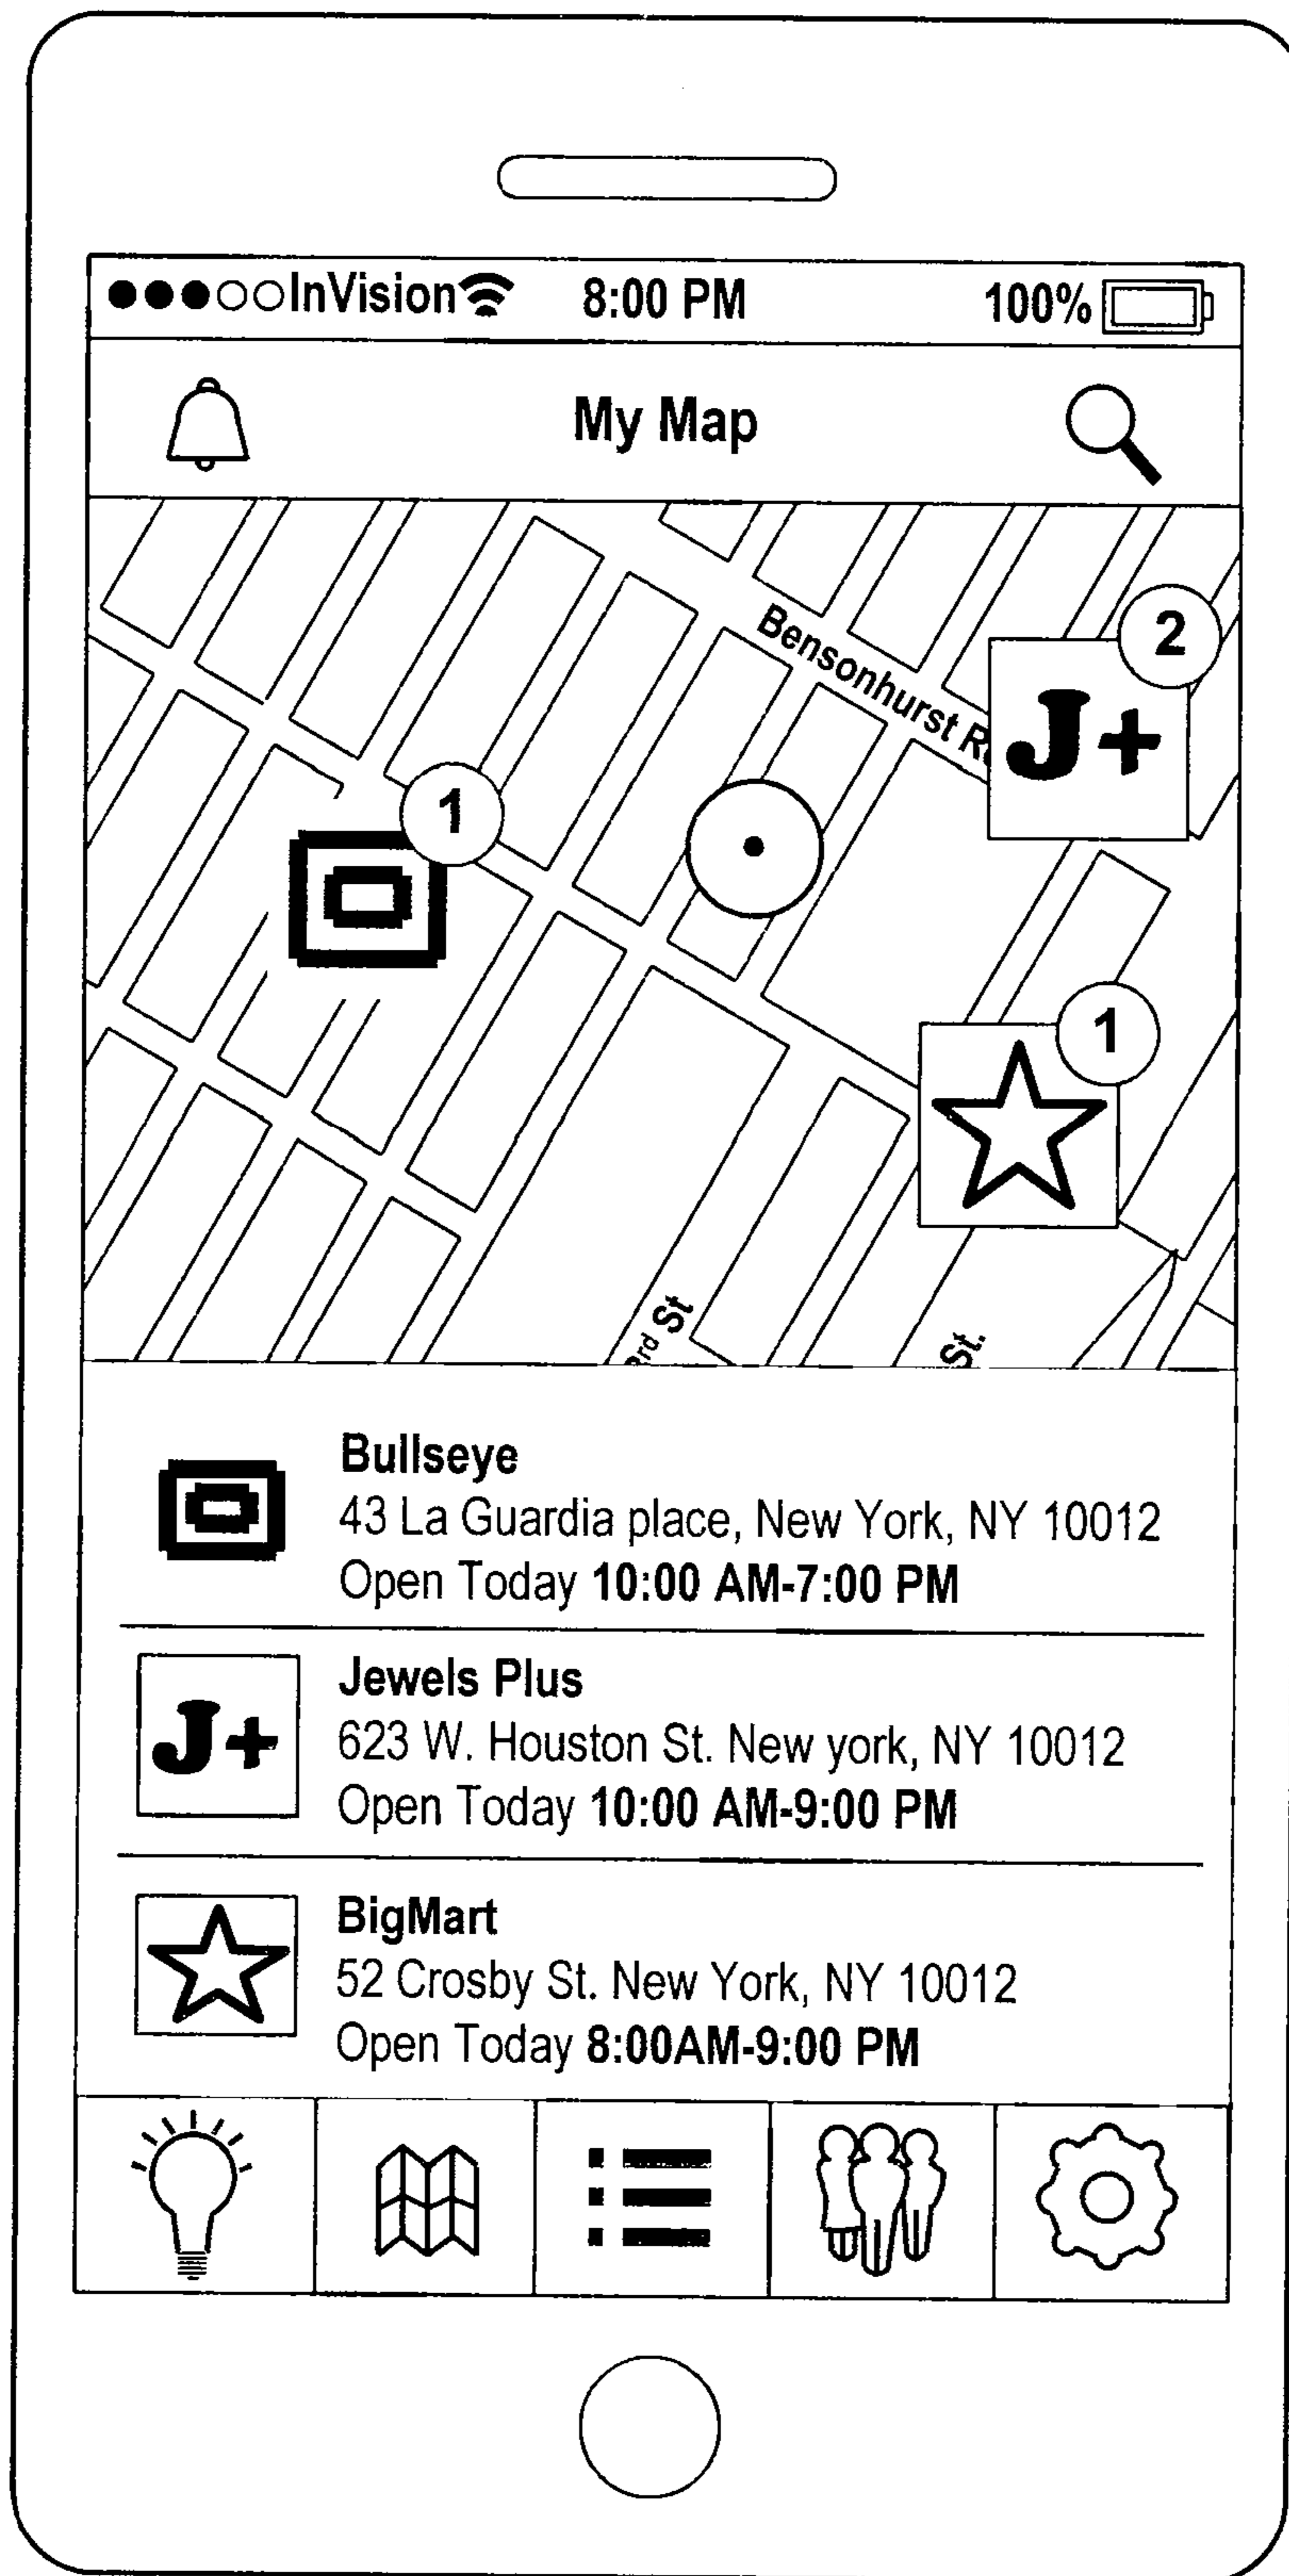 InVision 8:00 PM 100%
My Map
Bensonhurst
2
J+
1
1
3rd St
St.
Bullseye
43 La Guardia place, New York, NY 10012
Open Today 10:00 AM-7:00 PM
J+
Jewels Plus
623 W. Houston St. New york, NY 10012
Open Today 10:00 AM-9:00 PM
BigMart
52 Crosby St. New York, NY 10012
Open Today 8:00AM-9:00 PM